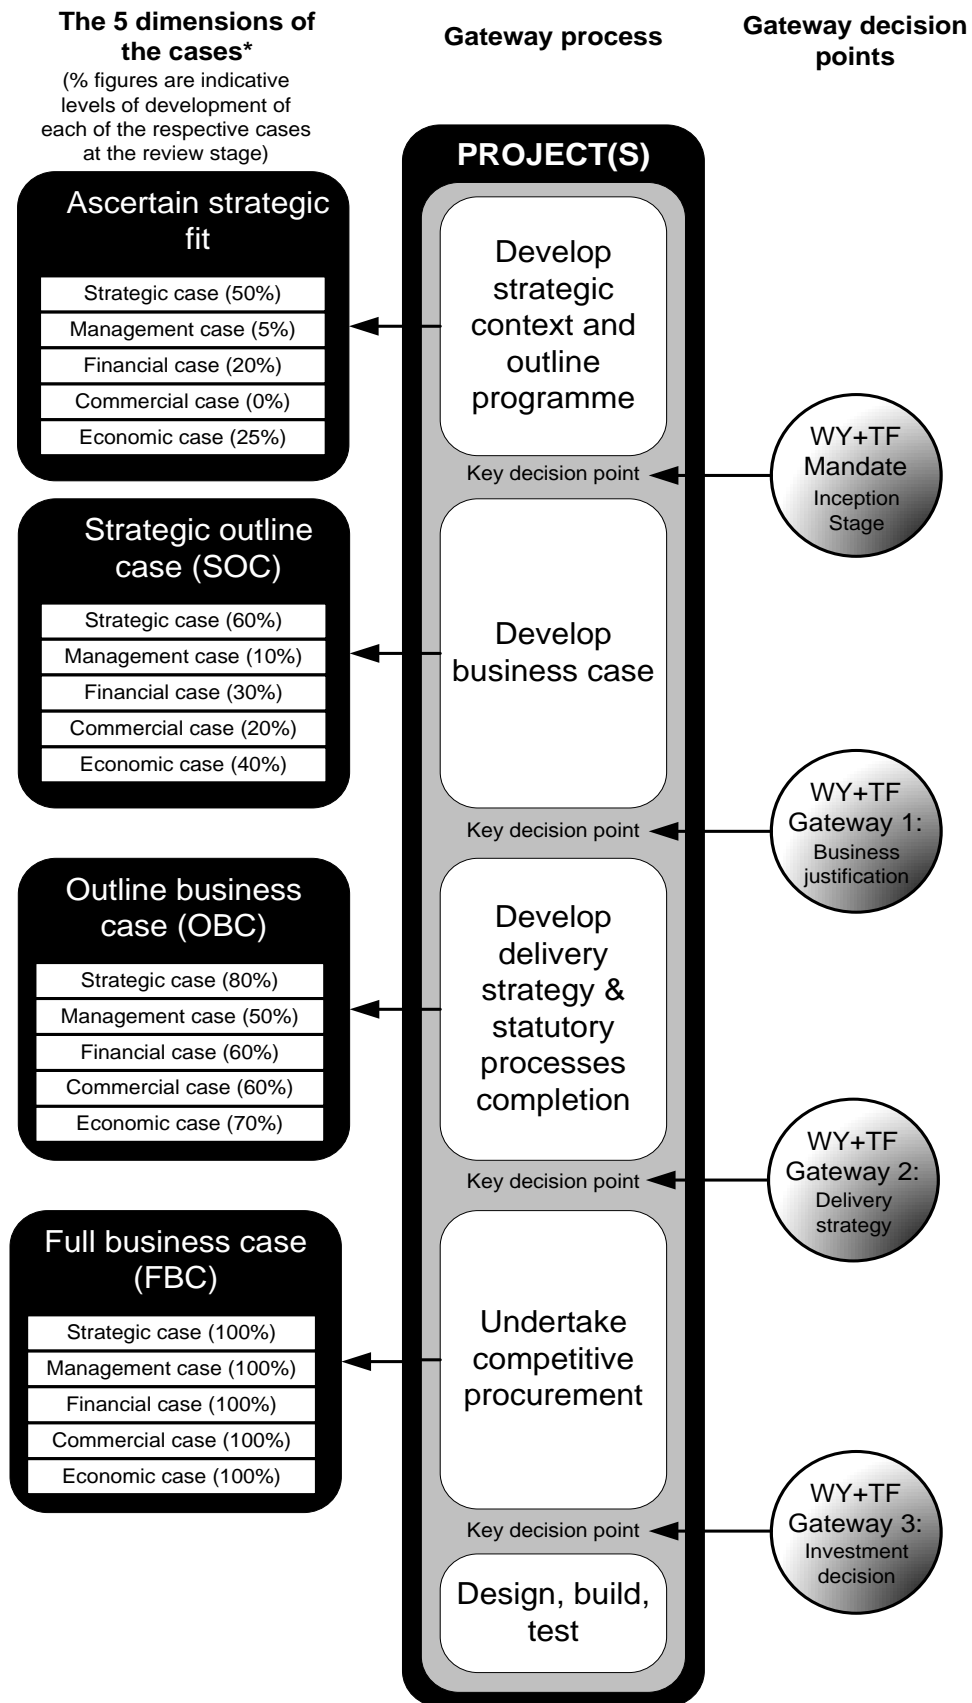 The 5 dimensions of
the cases*
(% figures are indicative
levels of development of
each of the respective cases
at the review stage)
Gateway process
Gateway decision
points
PROJECT(S)
Ascertain strategic
fit
Strategic case (50%)
Management case (5%)
Financial case (20%)
Commercial case (0%)
Economic case (25%)
Develop
strategic
context and
outline
programme
Key decision point
WY+TF
Mandate
Inception
Stage
Strategic outline
case (SOC)
Strategic case (60%)
Management case (10%)
Financial case (30%)
Commercial case (20%)
Economic case (40%)
Develop
business case
Key decision point
WY+TF
Gateway 1:
Business
justification
Outline business
case (OBC)
Strategic case (80%)
Management case (50%)
Financial case (60%)
Commercial case (60%)
Economic case (70%)
Develop
delivery
strategy &
statutory
processes
completion
Key decision point
WY+TF
Gateway 2:
Delivery
strategy
Full business case
(FBC)
Strategic case (100%)
Management case (100%)
Financial case (100%)
Commercial case (100%)
Economic case (100%)
Undertake
competitive
procurement
Key decision point
WY+TF
Gateway 3:
Investment
decision
Design, build,
test